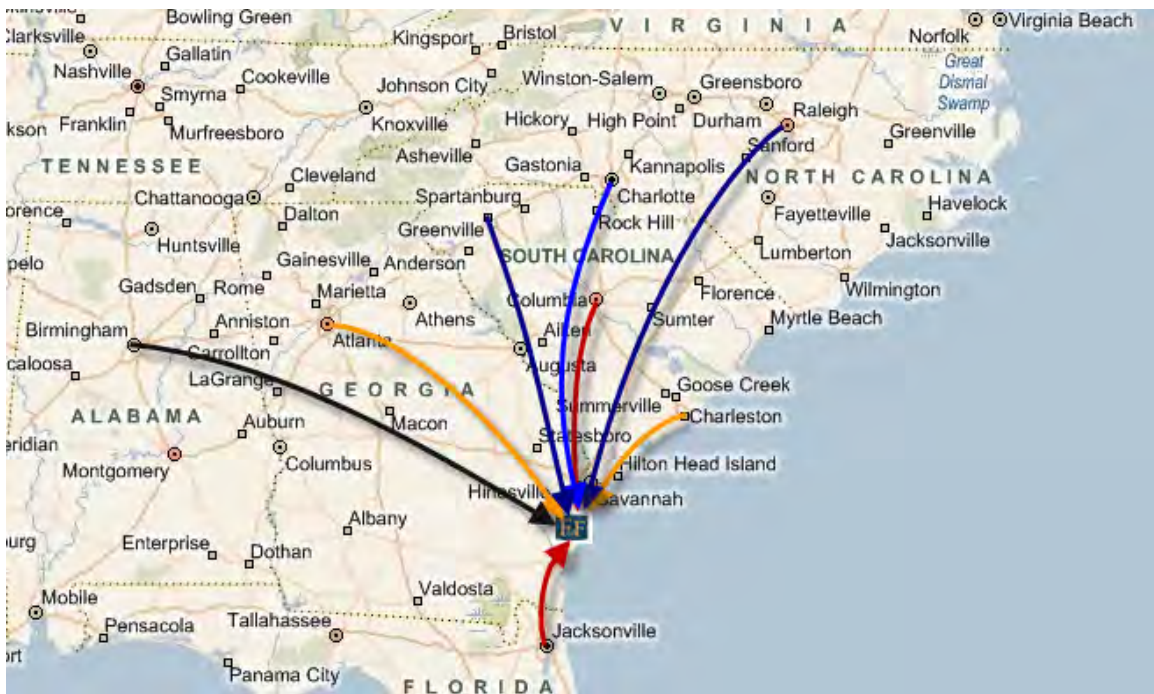 Bowling Green
Clarksville
Gallatin
Nashville
Cookeville
Smyrna
Franklin
Murfreesboro
Kingsport
Bristol
Johnson City
Knoxville
VIRGINIA
Norfolk
Virginia Beach
Great
Dismal
Swamp
Winston-Salem
Greensboro
Raleigh
Hickory
High Point
Durham
Greenville
Asheville
Sanford
TENNESSEE
Cleveland
Gastonia
Kannapolis
NORTH CAROLINA
Chattanooga
Spartanburg
Charlotte
Havelock
Dalton
Rock Hill
Fayetteville
Huntsville
Greenville
Jacksonville
SOUTH CAROLINA
Lumberton
Gainesville
Anderson
Gadsden
Rome
Marietta
Columbia
Florence
Wilmington
Birmingham
Anniston
Athens
Sumter
Myrtle Beach
Carrollton
Atlanta
Aiken
caloosa
Augusta
LaGrange
GEORGIA
Goose Creek
Summerville
ALABAMA
Macon
Charleston
eridian
Auburn
Statesboro
Montgomery
Columbus
Hilton Head Island
Hinesville
Savannah
EF
Albany
burg
Enterprise
Dothan
Valdosta
Mobile
Tallahassee
Jacksonville
Pensacola
ort
Panama City
FLORIDA